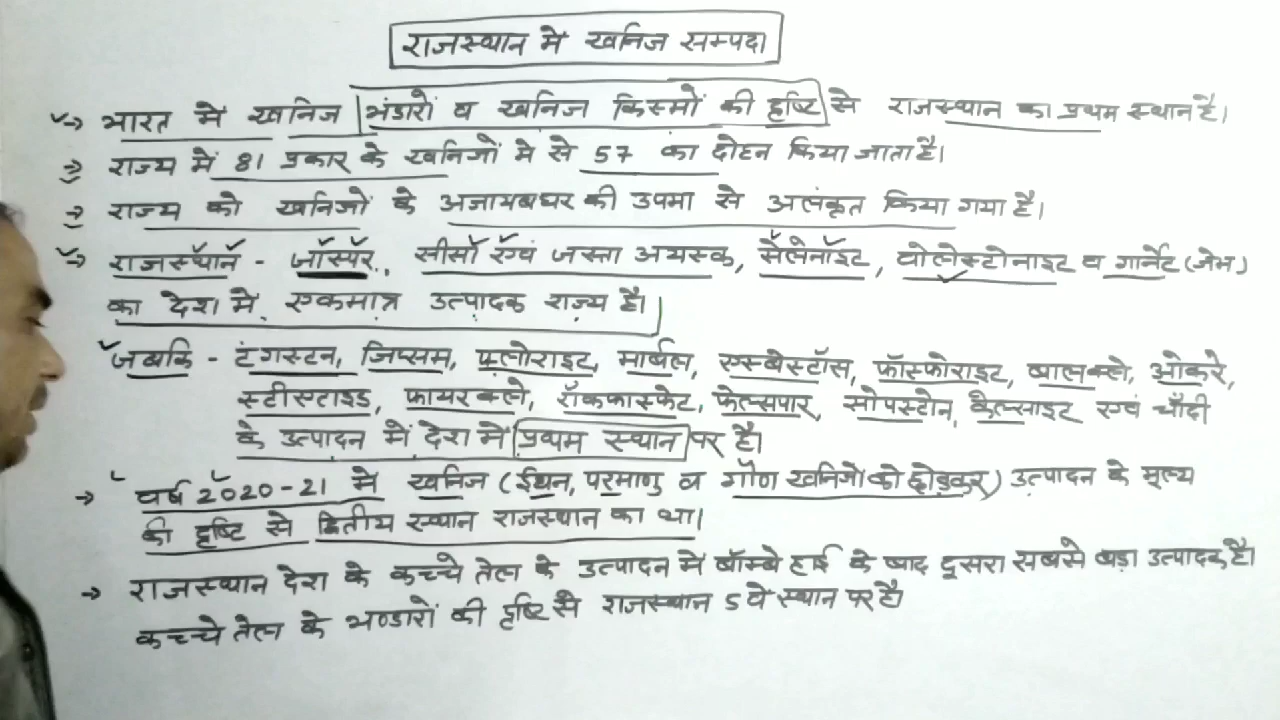 राजस्थान मे खनिज सम्पदा
भारत में खनिज भंडारों व खनिज किस्मों की दृष्टि से राजस्थान का प्रथम स्थान है।
राज्य में 81 प्रकार के खनिजों मे से 57 का दोहन किया जाता है।
राज्य को खनिजों के अजायबघर की उपमा से अलंकृत किया गया है।
राजस्थान - जॉस्पर, सीसा एवं जस्ता अयस्क, सैलेनाइट, वोलेस्टोनाइट व गार्नेट (जेम)
का देश में एकमात्र उत्पादक राज्य है।
जबकि - टंगस्टन, जिप्सम, फ्लोराइट, मार्बल, एस्बेस्टॉस, फॉस्फोराइट, बालक्ले, ओकरे,
स्टीएटाइड, फायरक्ले, रॉकफास्फेट, फेल्सपार, सोपस्टोन, कैल्साइट एवं चाँदी
के उत्पादन में देश में प्रथम स्थान पर है।
वर्ष 2020-21 मे खनिज (ईंधन, परमाणु व गौण खनिजो को छोड़कर) उत्पादन के मूल्य
की दृष्टि से द्वितीय स्थान राजस्थान का था।
राजस्थान देश के कच्चे तेल के उत्पादन में बॉम्बे हाई के बाद दूसरा सबसे बड़ा उत्पादक है।
कच्चे तेल के भण्डारों की दृष्टि से राजस्थान 5 वे स्थान पर है।